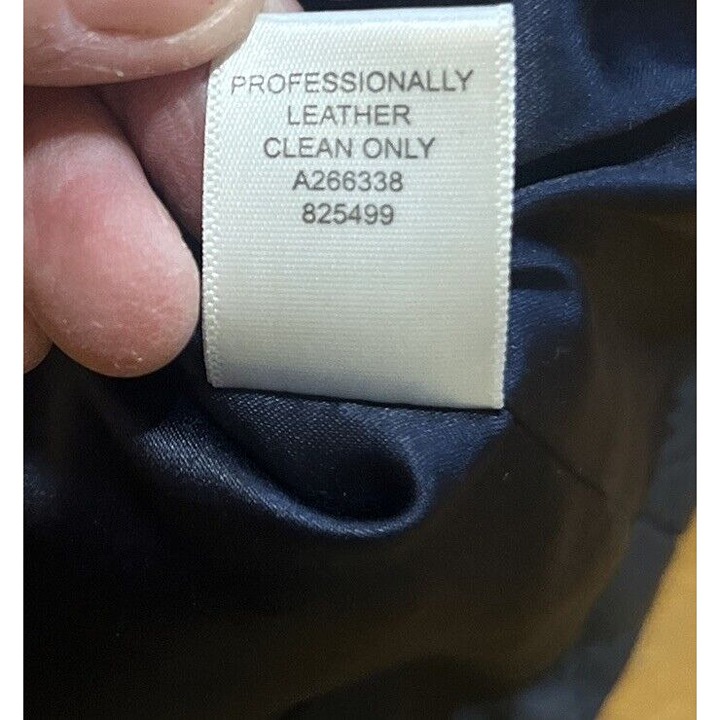 PROFESSIONALLY
LEATHER
CLEAN ONLY
A266338
825499